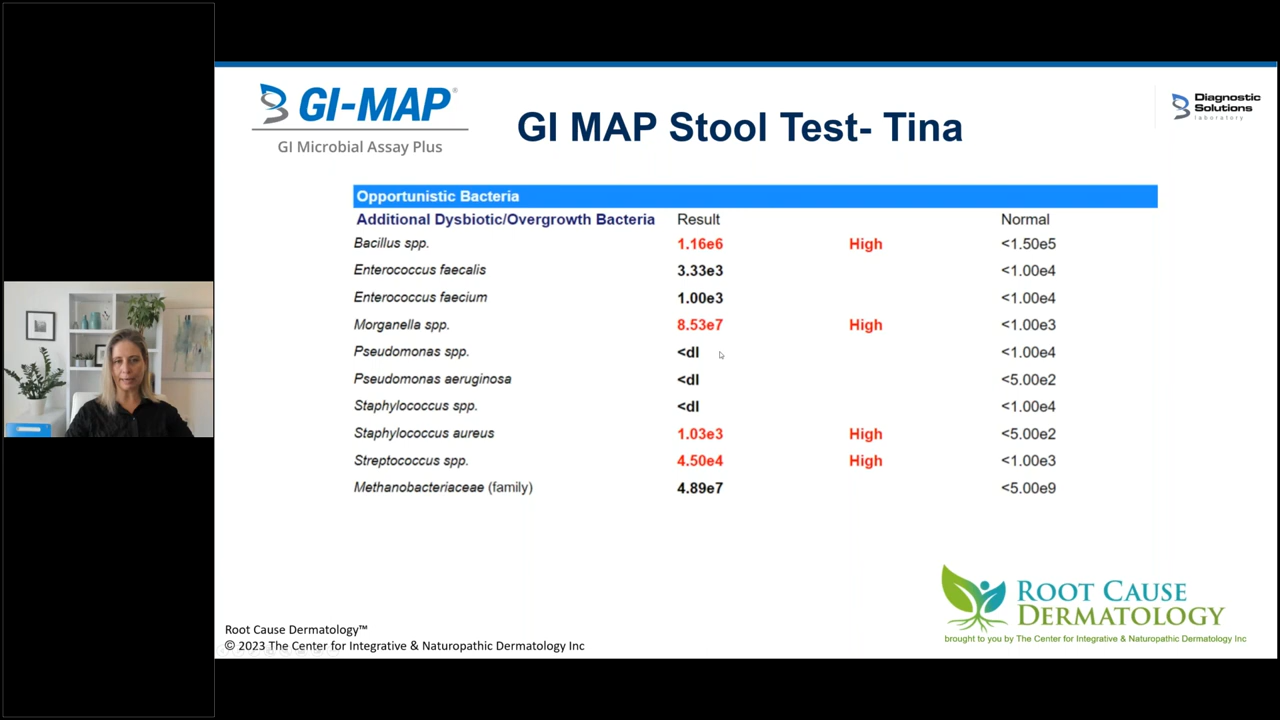 GI-MAP®
GI Microbial Assay Plus
GI MAP Stool Test- Tina
Diagnostic
Solutions
laboratory
Opportunistic Bacteria
Additional Dysbiotic/Overgrowth Bacteria Result Normal
Bacillus spp. 1.16e6 High <1.50e5
Enterococcus faecalis 3.33e3 <1.00e4
Enterococcus faecium 1.00e3 <1.00e4
Morganella spp. 8.53e7 High <1.00e3
Pseudomonas spp. <dl <1.00e4
Pseudomonas aeruginosa <dl <5.00e2
Staphylococcus spp. <dl <1.00e4
Staphylococcus aureus 1.03e3 High <5.00e2
Streptococcus spp. 4.50e4 High <1.00e3
Methanobacteriaceae (family) 4.89e7 <5.00e9
ROOT CAUSE
DERMATOLOGY
brought to you by The Center for Integrative & Naturopathic Dermatology Inc
Root Cause Dermatology™
© 2023 The Center for Integrative & Naturopathic Dermatology Inc